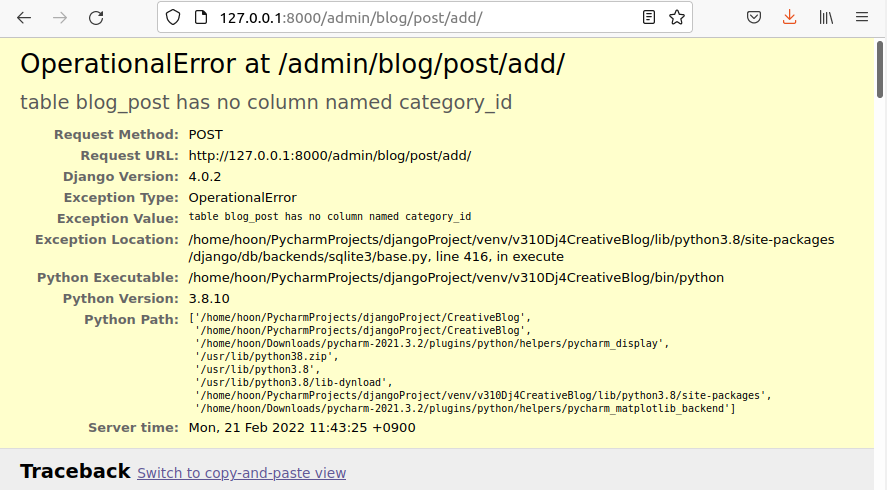 127.0.0.1:8000/admin/blog/post/add/
OperationalError at /admin/blog/post/add/
table blog_post has no column named category_id
Request Method: POST
Request URL: http://127.0.0.1:8000/admin/blog/post/add/
Django Version: 4.0.2
Exception Type: OperationalError
Exception Value: table blog_post has no column named category_id
Exception Location: /home/hoon/PycharmProjects/djangoProject/venv/v310Dj4CreativeBlog/lib/python3.8/site-packages
/django/db/backends/sqlite3/base.py, line 416, in execute
Python Executable: /home/hoon/PycharmProjects/djangoProject/venv/v310Dj4CreativeBlog/bin/python
Python Version: 3.8.10
Python Path: ['/home/hoon/PycharmProjects/djangoProject/CreativeBlog',
'/home/hoon/PycharmProjects/djangoProject/CreativeBlog',
'/home/hoon/Downloads/pycharm-2021.3.2/plugins/python/helpers/pycharm_display',
'/usr/lib/python38.zip',
'/usr/lib/python3.8',
'/usr/lib/python3.8/lib-dynload',
'/home/hoon/PycharmProjects/djangoProject/venv/v310Dj4CreativeBlog/lib/python3.8/site-packages',
'/home/hoon/Downloads/pycharm-2021.3.2/plugins/python/helpers/pycharm_matplotlib_backend']
Server time: Mon, 21 Feb 2022 11:43:25 +0900
Traceback Switch to copy-and-paste view